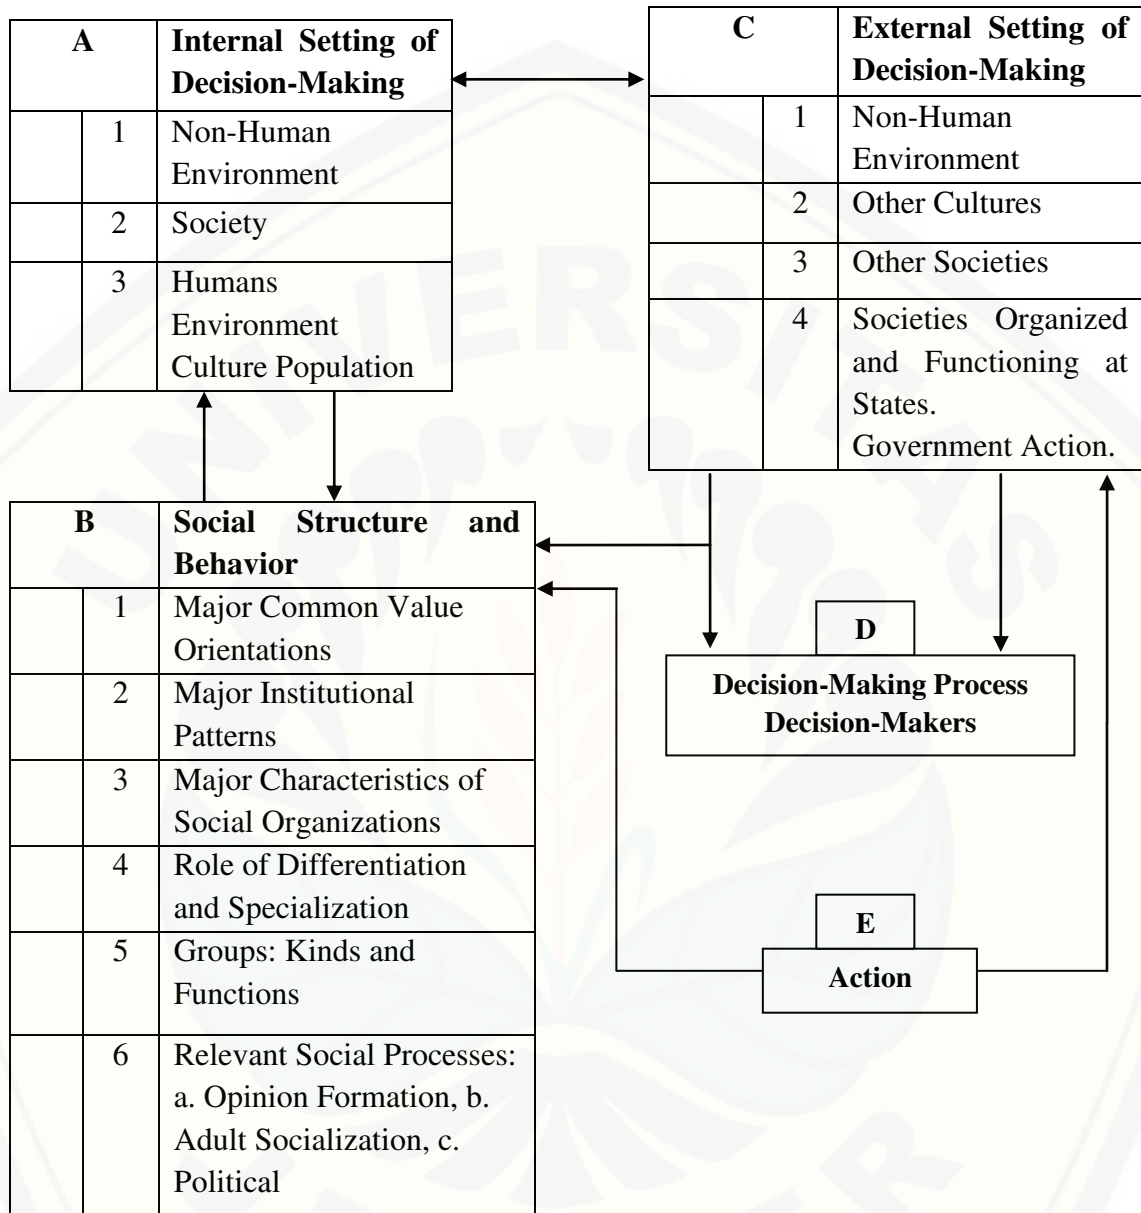 A
Internal Setting of
Decision-Making
1
Non-Human
Environment
2
Society
3
Humans
Environment
Culture Population
C
External Setting of
Decision-Making
1
Non-Human
Environment
2
Other Cultures
3
Other Societies
4
Societies Organized
and Functioning at
States.
Government Action.
B
Social Structure and
Behavior
1
Major Common Value
Orientations
2
Major Institutional
Patterns
3
Major Characteristics of
Social Organizations
4
Role of Differentiation
and Specialization
5
Groups: Kinds and
Functions
6
Relevant Social Processes:
a. Opinion Formation, b.
Adult Socialization, c.
Political
D
Decision-Making Process
Decision-Makers
E
Action
UNIVERSITAS